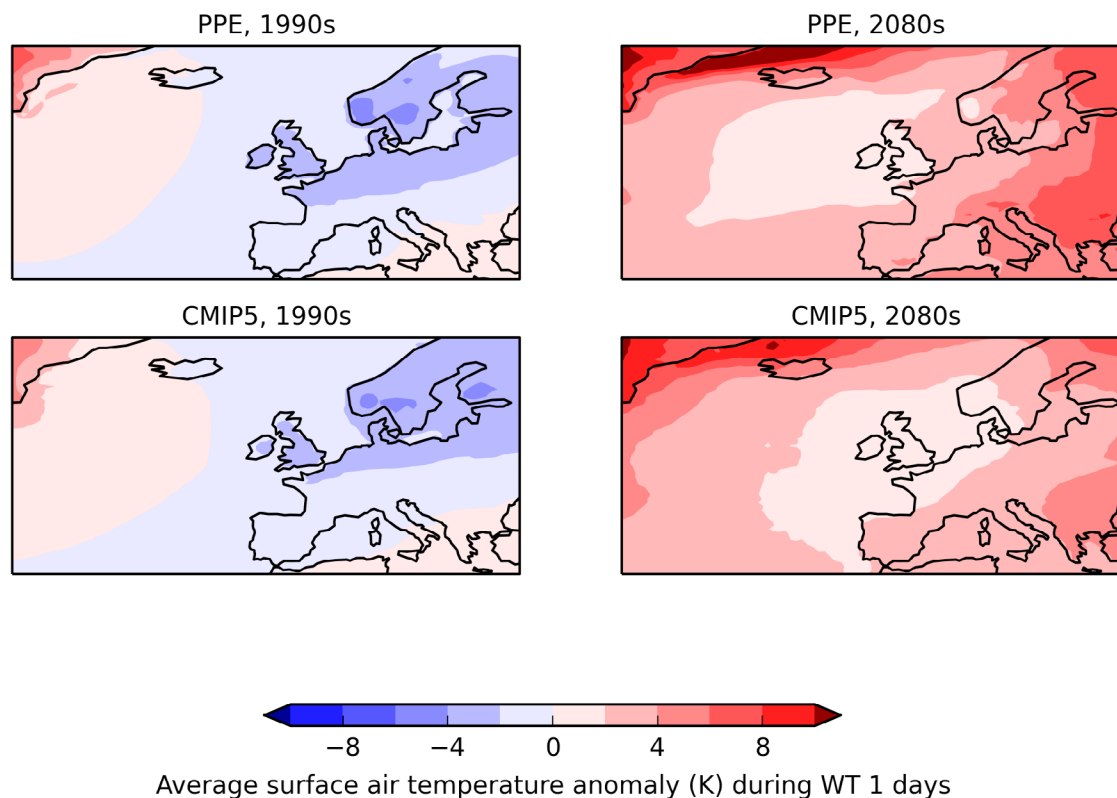 PPE, 1990s
PPE, 2080s
CMIP5, 1990s
CMIP5, 2080s
−8 −4 0 4 8
Average surface air temperature anomaly (K) during WT 1 days